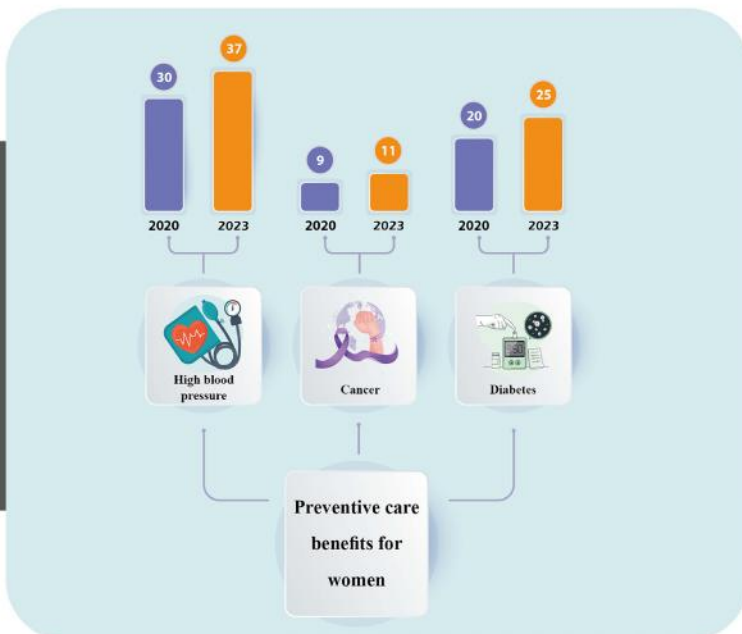 37
30
25
20
11
9
2020 2023
2020 2023
2020 2023
High blood
pressure
Cancer
Diabetes
Preventive care
benefits for
women